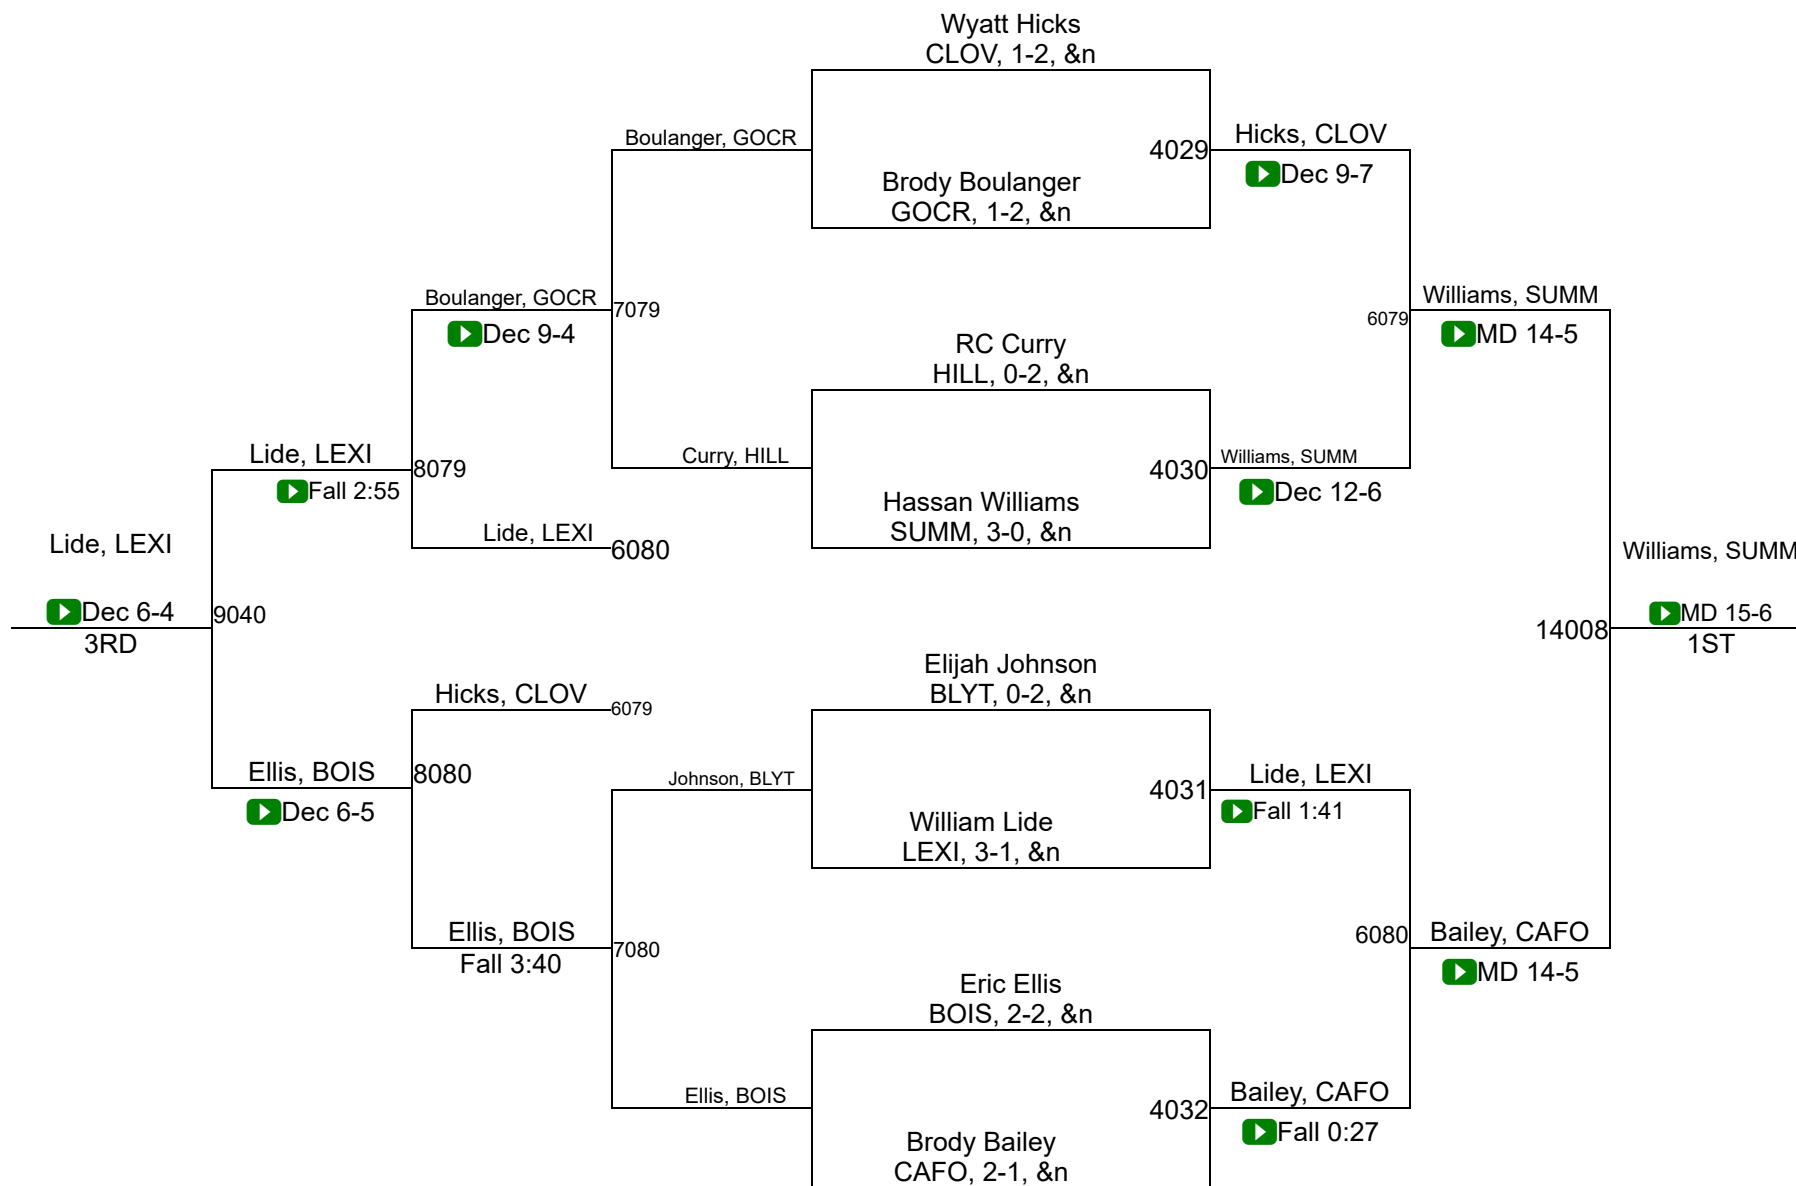 Wyatt Hicks
CLOV, 1-2, &n
Boulanger, GOCR
4029
Hicks, CLOV
Dec 9-7
Brody Boulanger
GOCR, 1-2, &n
Boulanger, GOCR
7079
Dec 9-4
Williams, SUMM
6079
MD 14-5
RC Curry
HILL, 0-2, &n
Lide, LEXI
8079
Fall 2:55
Curry, HILL
4030
Williams, SUMM
Dec 12-6
Hassan Williams
SUMM, 3-0, &n
Lide, LEXI
6080
Lide, LEXI
Dec 6-4
9040
3RD
Williams, SUMM
14008
MD 15-6
1ST
Elijah Johnson
BLYT, 0-2, &n
Hicks, CLOV
6079
Ellis, BOIS
8080
Dec 6-5
Johnson, BLYT
4031
Lide, LEXI
Fall 1:41
William Lide
LEXI, 3-1, &n
Ellis, BOIS
7080
Fall 3:40
6080
Bailey, CAFO
MD 14-5
Eric Ellis
BOIS, 2-2, &n
Ellis, BOIS
4032
Bailey, CAFO
Fall 0:27
Brody Bailey
CAFO, 2-1, &n